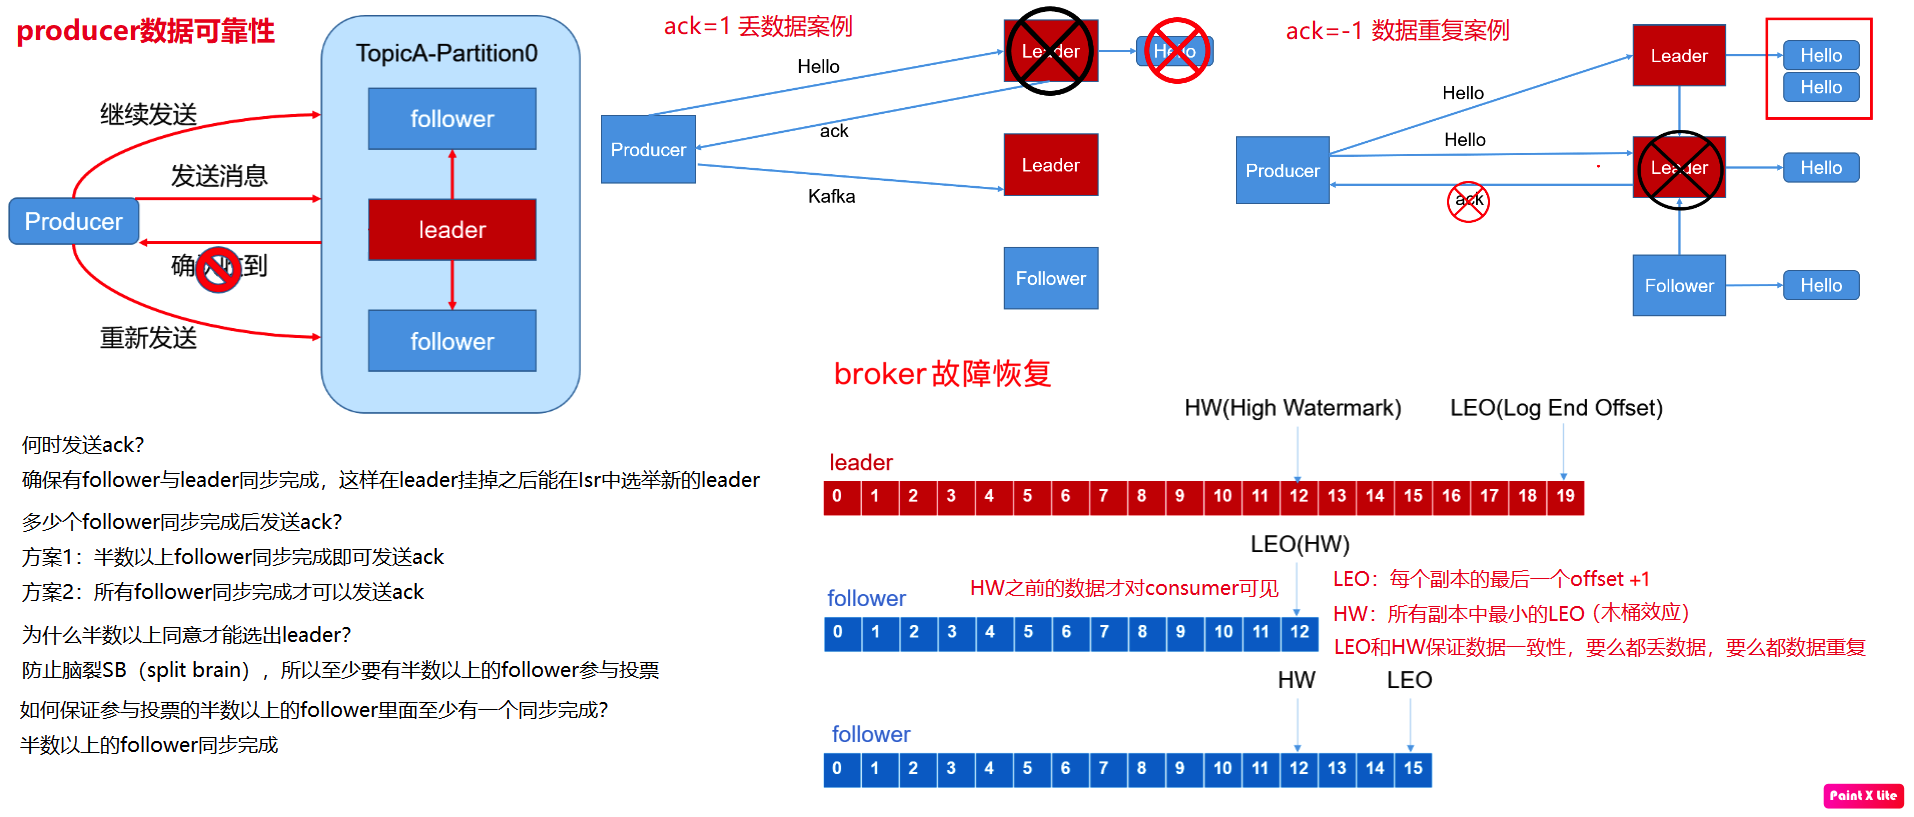 producer数据可靠性
TopicA-Partition0
继续发送
follower
发送消息
Producer
leader
确认收到
重新发送
follower
ack=1 丢数据案例
Leader
Hello
Hello
Producer
ack
Leader
Kafka
Follower
ack=-1 数据重复案例
Leader
Hello
Hello
Hello
Hello
Producer
Leader
Hello
ack
Follower
Hello
何时发送ack?
确保有follower与leader同步完成，这样在leader挂掉之后能在Isr中选举新的leader
多少个follower同步完成后发送ack?
方案1：半数以上follower同步完成即可发送ack
方案2：所有follower同步完成才可以发送ack
为什么半数以上同意才能选出leader?
防止脑裂SB（split brain），所以至少要有半数以上的follower参与投票
如何保证参与投票的半数以上的follower里面至少有一个同步完成?
半数以上的follower同步完成
broker故障恢复
HW(High Watermark)
LEO(Log End Offset)
leader
0 1 2 3 4 5 6 7 8 9 10 11 12 13 14 15 16 17 18 19
LEO(HW)
HW之前的数据才对consumer可见
follower
0 1 2 3 4 5 6 7 8 9 10 11 12
LEO：每个副本的最后一个offset +1
HW：所有副本中最小的LEO（木桶效应）
LEO和HW保证数据一致性，要么都丢数据，要么都数据重复
HW
LEO
follower
0 1 2 3 4 5 6 7 8 9 10 11 12 13 14 15
Paint X Lite